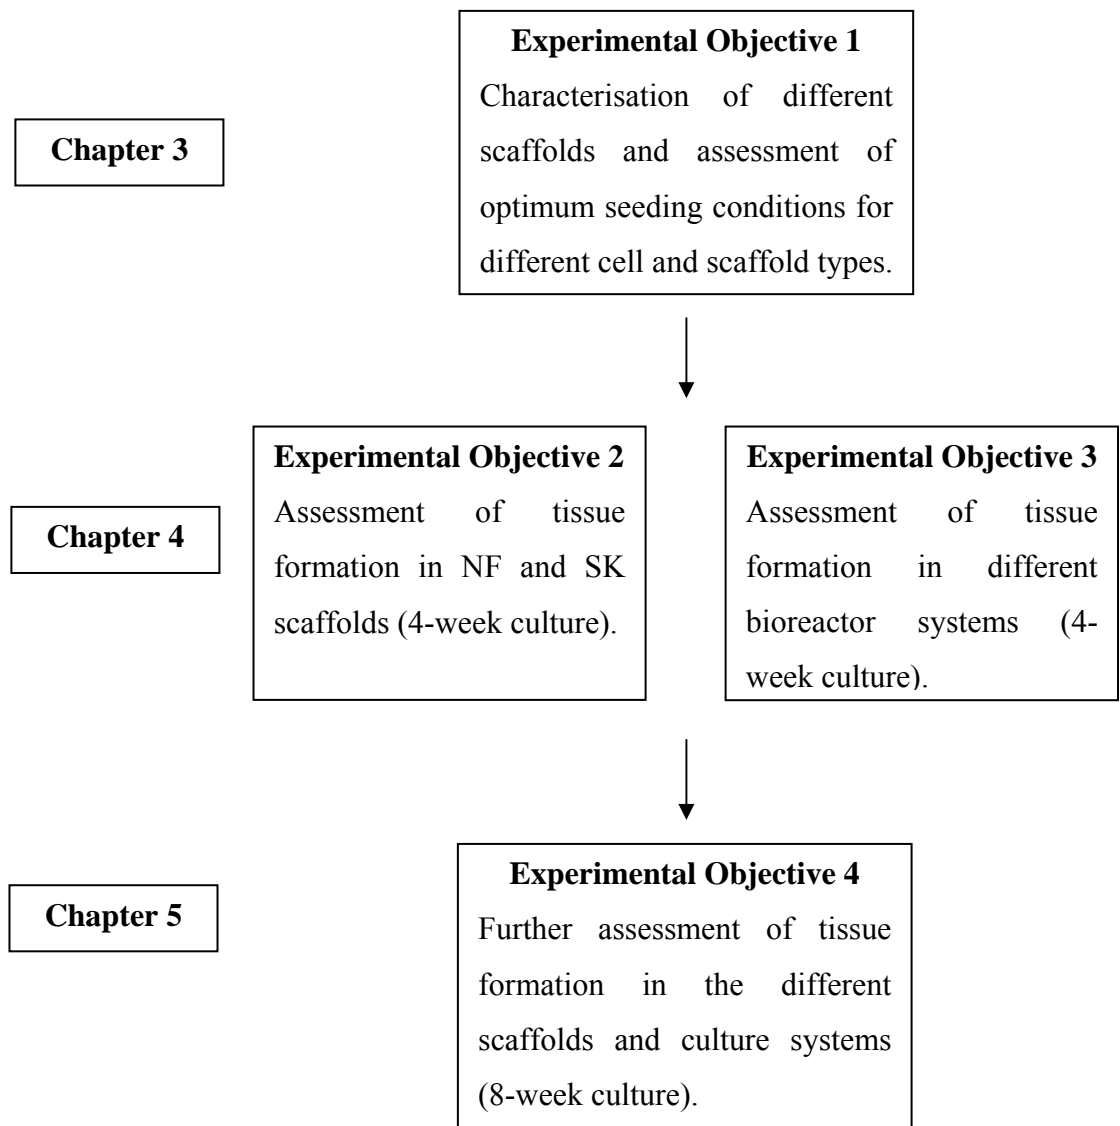 Experimental Objective 1
Characterisation of different
scaffolds and assessment of
optimum seeding conditions for
different cell and scaffold types.
Chapter 3
Experimental Objective 2
Assessment of tissue
formation in NF and SK
scaffolds (4-week culture).
Experimental Objective 3
Assessment of tissue
formation in different
bioreactor systems (4-
week culture).
Chapter 4
Experimental Objective 4
Further assessment of tissue
formation in the different
scaffolds and culture systems
(8-week culture).
Chapter 5